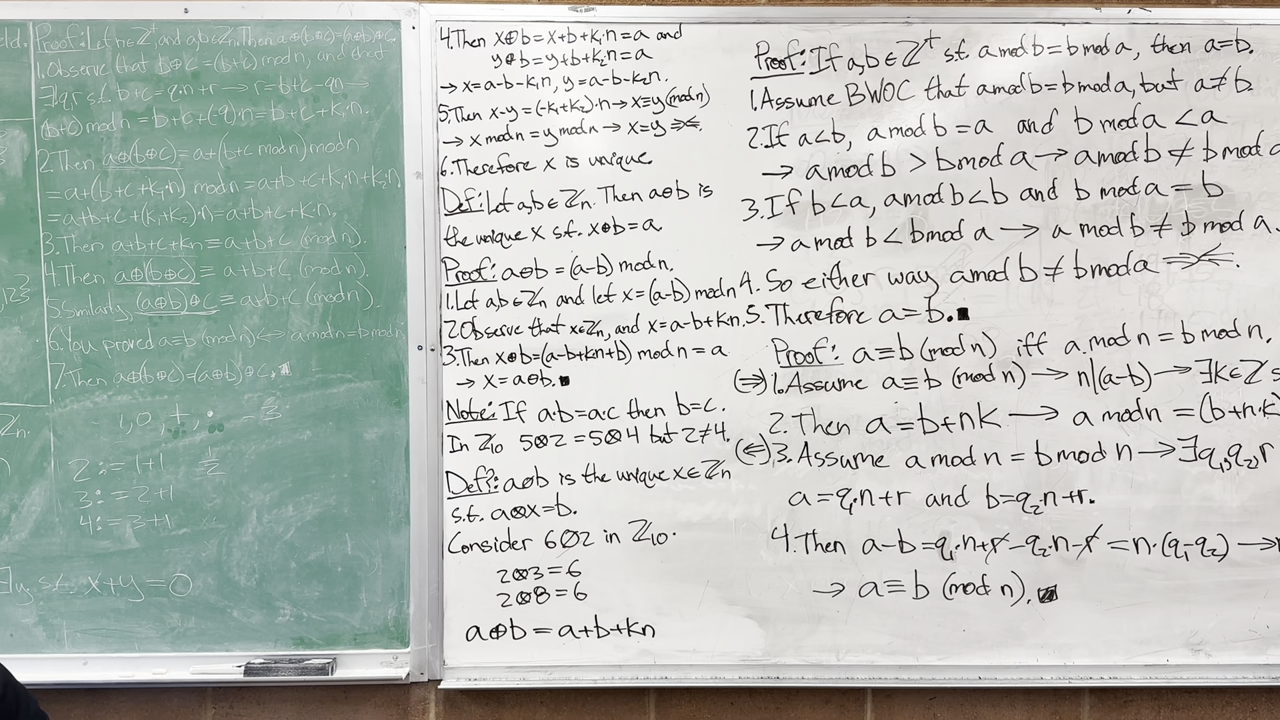 eld.
Proof: Let n∈ℤ⁺ and a,b,c∈ℤₙ. Then a⊕(b⊕c)=(a⊕b)⊕c.
1. Observe that b⊕c=(b+c) mod n, and that
∃q,r s.t. b+c=q·n+r → r=b+c-qn →
(b+c) mod n = b+c+(-q)n = b+c+k₁n.
2. Then a⊕(b⊕c) = a+(b+c mod n) mod n
=a+(b+c+k₁n) mod n = a+b+c+k₁n+k₂n
=a+b+c+(k₁+k₂)·n=a+b+c+k·n.
3. Then a+b+c+kn≡a+b+c (mod n).
4. Then a⊕(b⊕c)≡ a+b+c (mod n).
5. Similarly, (a⊕b)⊕c ≡ a+b+c (mod n).
6. You proved a≡b (mod n) ↔ a mod n=b mod n
7. Then a⊕(b⊕c)=(a⊕b)⊕c.
123
ℤₙ.
-1,0,+,·
-3
2:=1+1
1/2
3:=2+1
4:=3+1
∃y s.t. x+y=0
4. Then x⊕b=x+b+k₁n=a and
y⊕b=y+b+k₂n=a
→ x=a-b-k₁n, y=a-b-k₂n.
5. Then x-y=(-k₁+k₂)·n→x≡y (mod n)
→ x mod n = y mod n → x=y ⇒⇐.
6. Therefore x is unique
Def: Let a,b∈ℤₙ. Then a⊖b is
the unique x s.t. x⊕b=a
Proof: a⊖b=(a-b) mod n.
1. Let a,b∈ℤₙ and let x=(a-b) mod n
2. Observe that x∈ℤₙ, and x=a-b+kn.
3. Then x⊕b=(a-b+kn+b) mod n=a
→ x=a⊖b.■
Note: If a·b=a·c then b=c.
In ℤ₁₀ 5⊗2=5⊗4 but 2≠4.
Def?: a⊘b is the unique x∈ℤₙ
s.t. a⊗x=b.
Consider 6⊘2 in ℤ₁₀.
2⊗3=6
2⊗8=6
a⊕b=a+b+kn
Proof: If a,b∈ℤ⁺ s.t. a mod b=b mod a, then a=b.
1. Assume BWOC that a mod b=b mod a, but a≠b.
2. If a<b, a mod b=a and b mod a<a
→ a mod b > b mod a → a mod b ≠ b mod a
3. If b<a, a mod b<b and b mod a=b
→ a mod b < b mod a → a mod b ≠ b mod a.
4. So either way a mod b ≠ b mod a ⇒⇐.
5. Therefore a=b.■
Proof: a≡b (mod n) iff a mod n=b mod n.
(⇒) 1. Assume a≡b (mod n) → n|(a-b) → ∃k∈ℤ s
2. Then a=b+nk → a mod n=(b+n·k)
(⇐) 3. Assume a mod n=b mod n → ∃q₁,q₂,r
a=q₁n+r and b=q₂n+r.
4. Then a-b=q₁·n+r-q₂·n-r=n·(q₁-q₂) →
→ a≡b (mod n).■